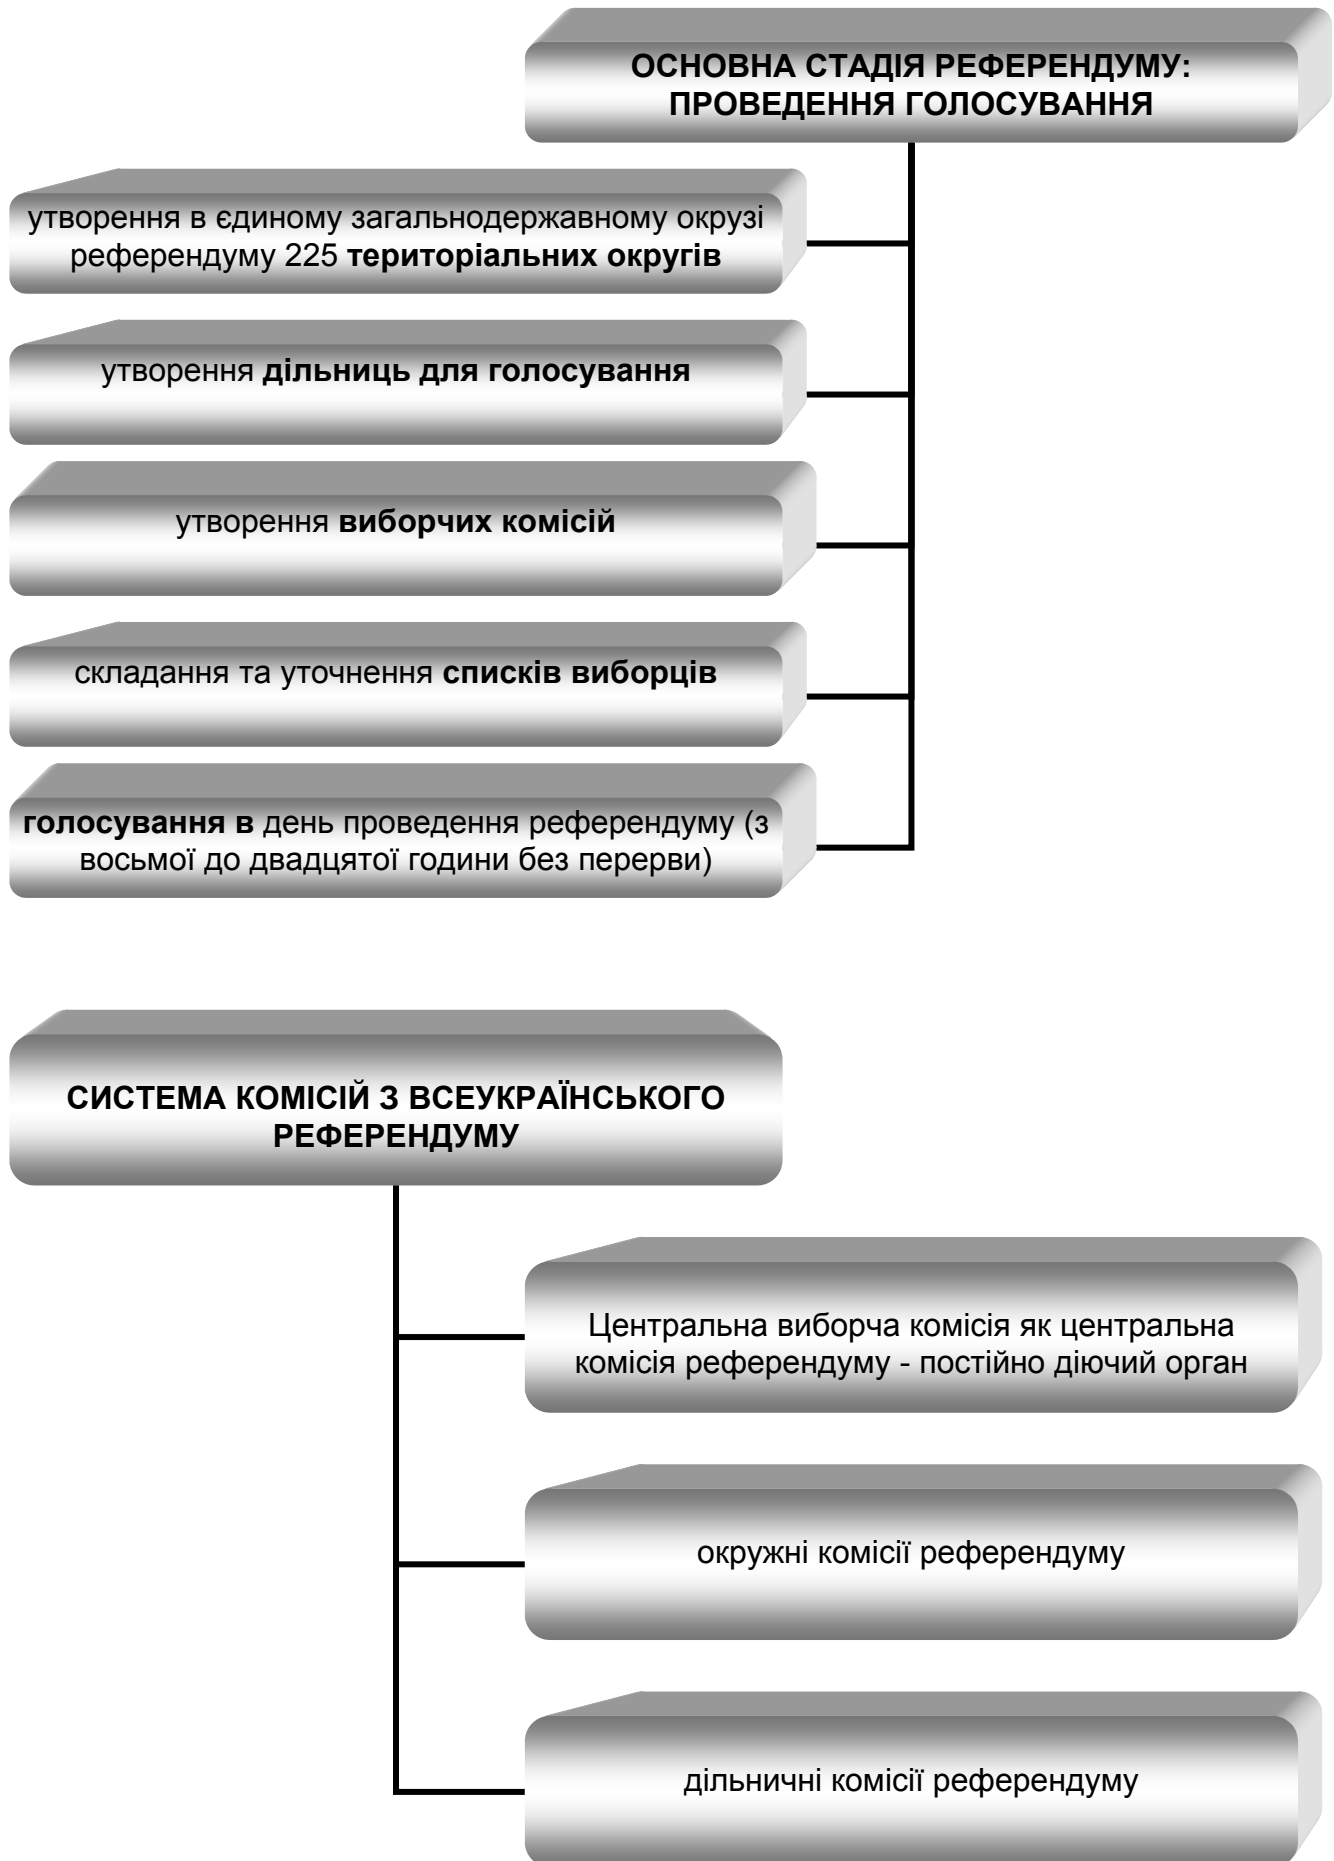 ОСНОВНА СТАДІЯ РЕФЕРЕНДУМУ:
ПРОВЕДЕННЯ ГОЛОСУВАННЯ
утворення в єдиному загальнодержавному окрузі
референдуму 225 територіальних округів
утворення дільниць для голосування
утворення виборчих комісій
складання та уточнення списків виборців
голосування в день проведення референдуму (з
восьмої до двадцятої години без перерви)
СИСТЕМА КОМІСІЙ З ВСЕУКРАЇНСЬКОГО
РЕФЕРЕНДУМУ
Центральна виборча комісія як центральна
комісія референдуму - постійно діючий орган
окружні комісії референдуму
дільничні комісії референдуму